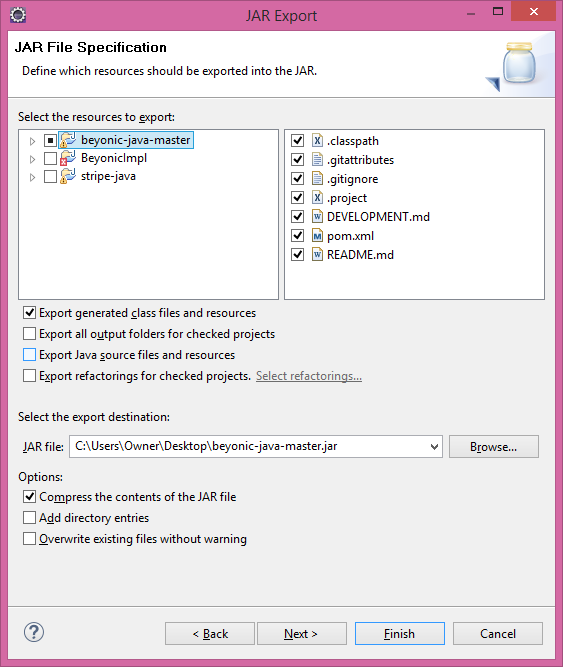 JAR Export
JAR File Specification
Define which resources should be exported into the JAR.
Select the resources to export:
beyonic-java-master
BeyonicImpl
stripe-java
.classpath
.gitattributes
.gitignore
.project
DEVELOPMENT.md
pom.xml
README.md
Export generated class files and resources
Export all output folders for checked projects
Export Java source files and resources
Export refactorings for checked projects. Select refactorings...
Select the export destination:
JAR file: C:\Users\Owner\Desktop\beyonic-java-master.jar Browse...
Options:
Compress the contents of the JAR file
Add directory entries
Overwrite existing files without warning
? < Back Next > Finish Cancel